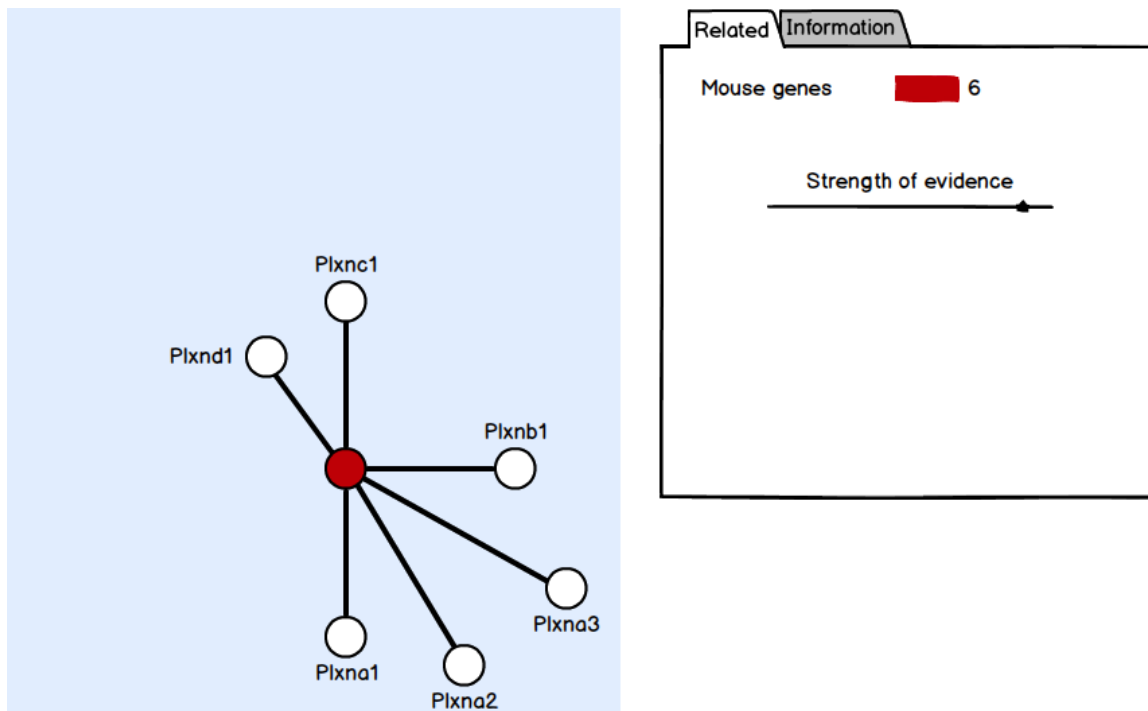 Plxnc1
Plxnd1
Plxnb1
Plxna3
Plxna1
Plxna2
Related
Information
Mouse genes 6
Strength of evidence